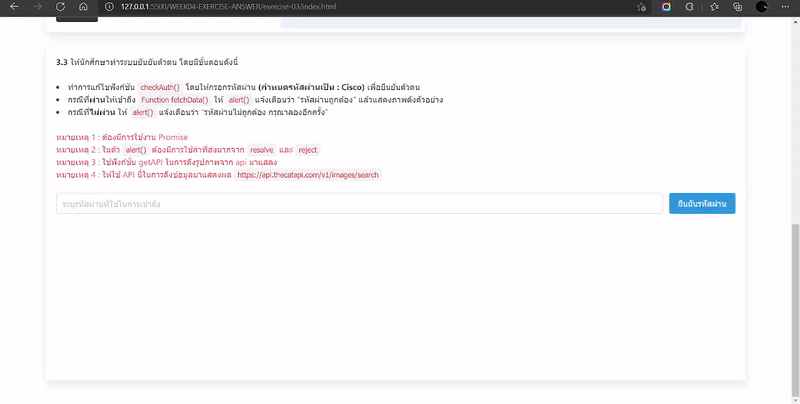 127.0.0.1:5500/WEEK04-EXERCISE-ANSWER/exercise-03/index.html
3.3 ให้นักศึกษาทำระบบยืนยันตัวตน โดยมีขั้นตอนดังนี้
ทำการแก้ไขฟังก์ชัน checkAuth() โดยให้กรอกรหัสผ่าน (กำหนดรหัสผ่านเป็น : Cisco) เพื่อยืนยันตัวตน
กรณีที่ผ่านให้เข้าถึง Function fetchData() ให้ alert() แจ้งเตือนว่า "รหัสผ่านถูกต้อง" แล้วแสดงภาพดังตัวอย่าง
กรณีที่ไม่ผ่าน ให้ alert() แจ้งเตือนว่า "รหัสผ่านไม่ถูกต้อง กรุณาลองอีกครั้ง"
หมายเหตุ 1 : ต้องมีการใช้งาน Promise
หมายเหตุ 2 : ในตัว alert() ต้องมีการใช้ค่าที่ส่งมาจาก resolve และ reject
หมายเหตุ 3 : ใช้ฟังก์ชัน getAPI ในการดึงรูปภาพจาก api มาแสดง
หมายเหตุ 4 : ให้ใช้ API นี้ในการดึงข้อมูลมาแสดงผล https://api.thecatapi.com/v1/images/search
ระบุรหัสผ่านที่ใช้ในการเข้าถึง ยืนยันรหัสผ่าน